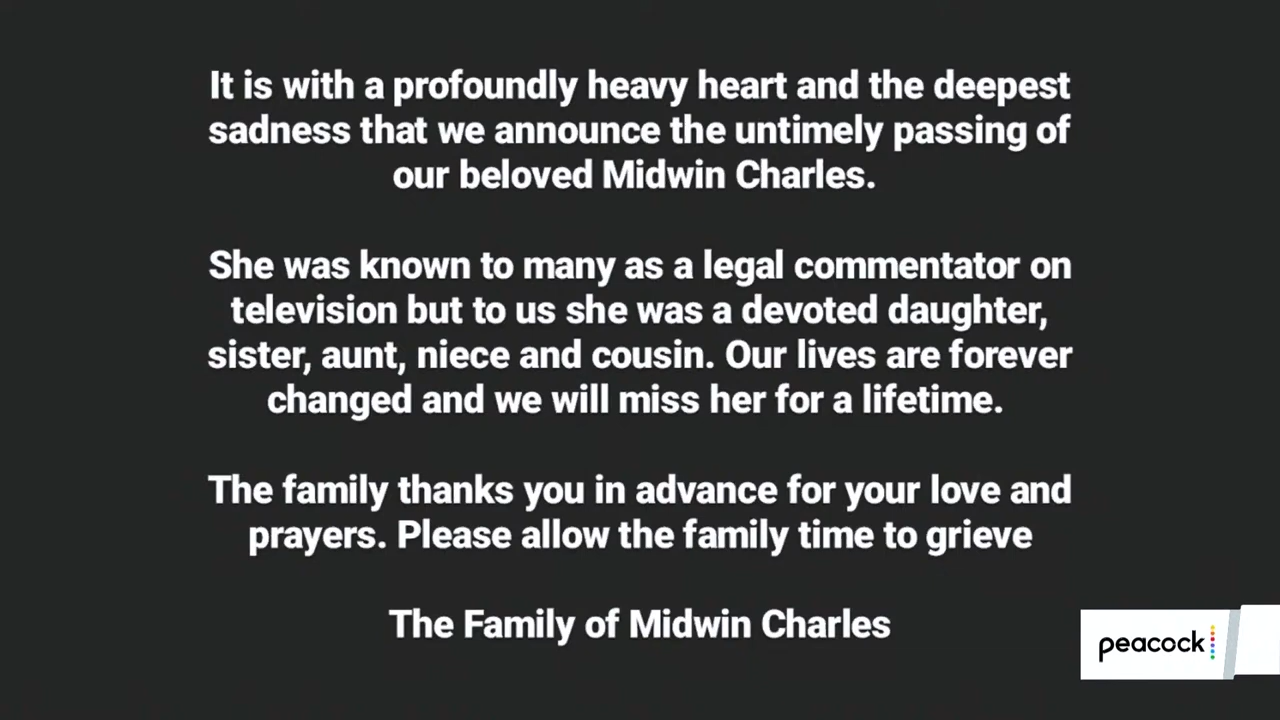 It is with a profoundly heavy heart and the deepest
sadness that we announce the untimely passing of
our beloved Midwin Charles.
She was known to many as a legal commentator on
television but to us she was a devoted daughter,
sister, aunt, niece and cousin. Our lives are forever
changed and we will miss her for a lifetime.
The family thanks you in advance for your love and
prayers. Please allow the family time to grieve
The Family of Midwin Charles
peacock